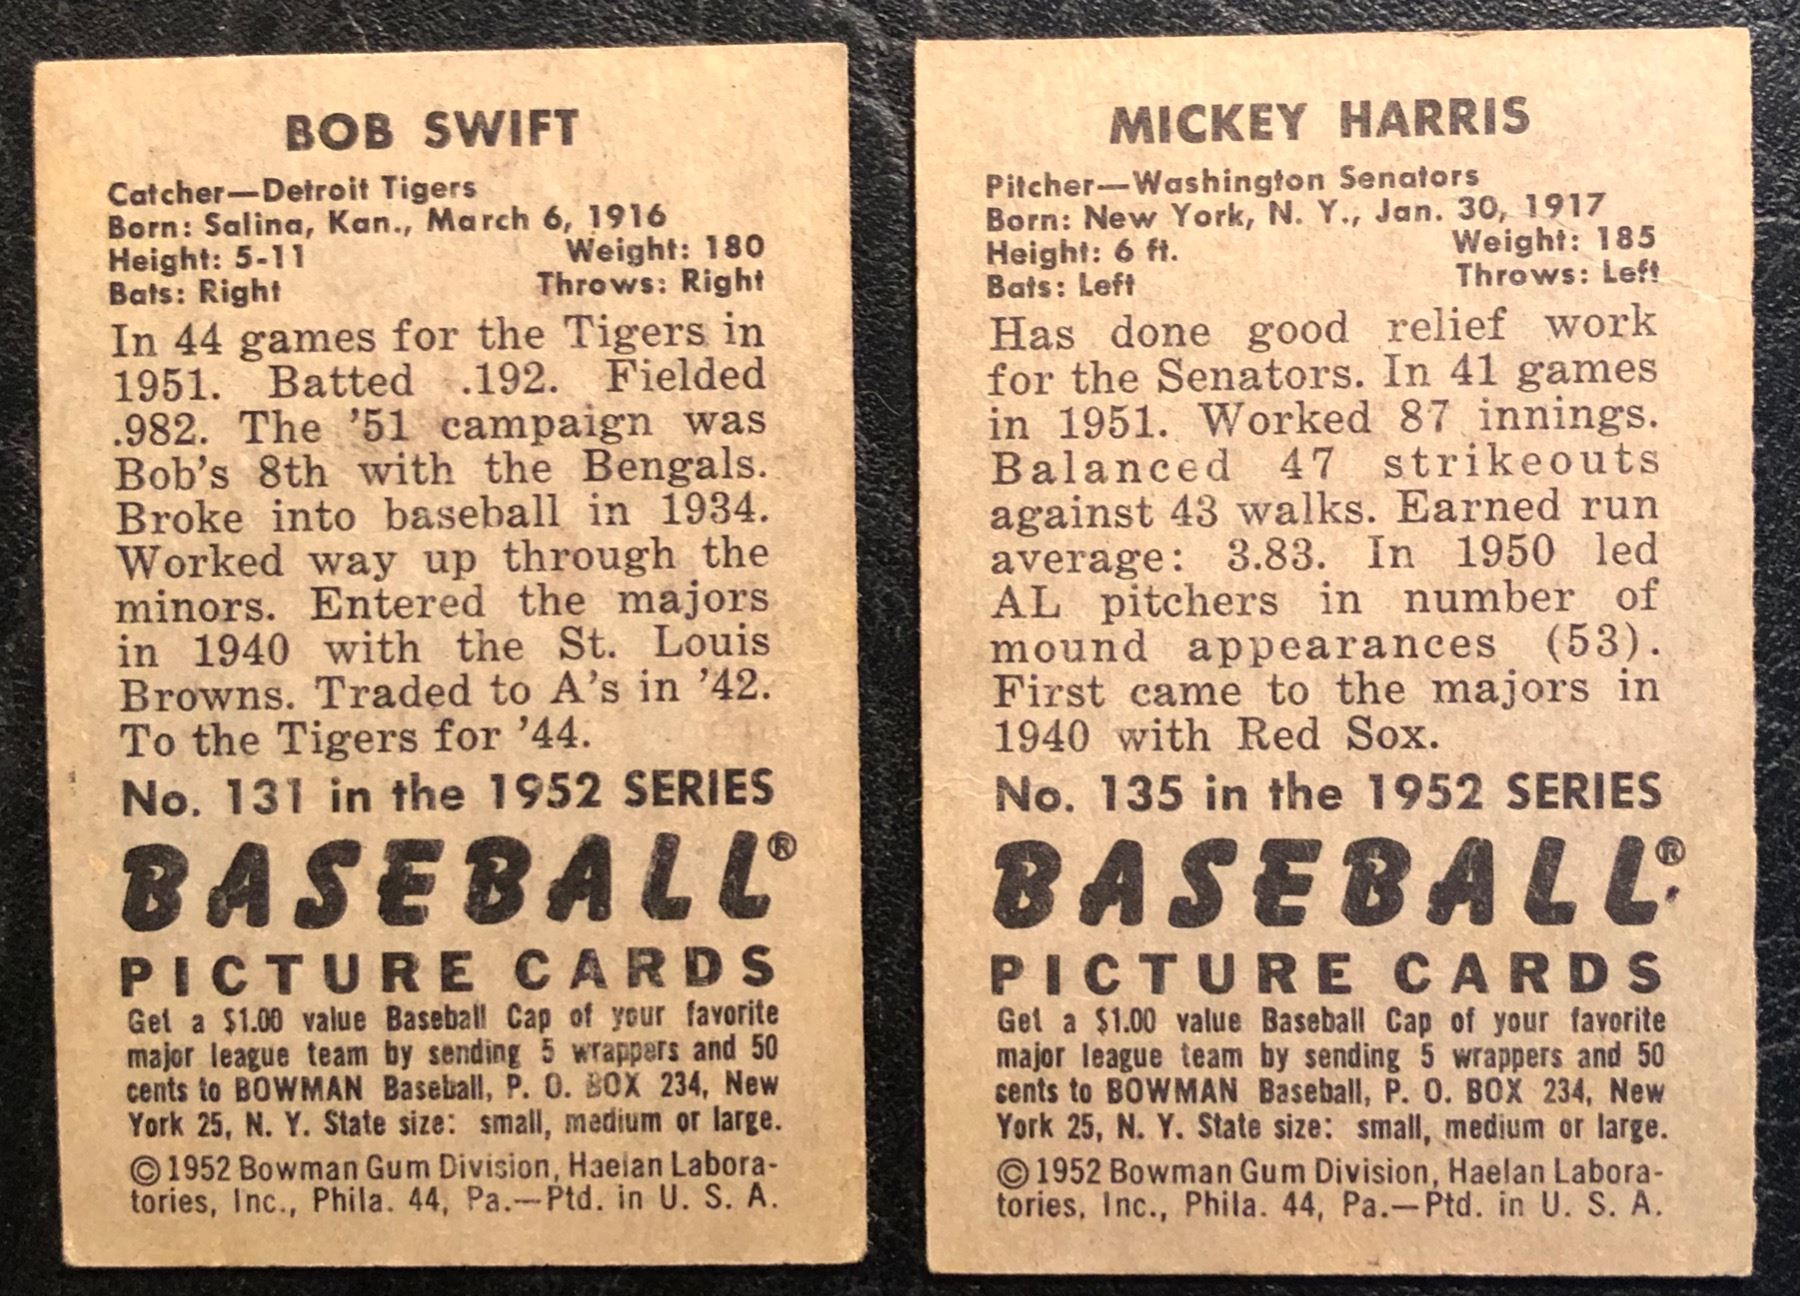 BOB SWIFT
Catcher—Detroit Tigers
Born: Salina, Kan., March 6, 1916
Height: 5-11 Weight: 180
Bats: Right Throws: Right
In 44 games for the Tigers in
1951. Batted .192. Fielded
.982. The '51 campaign was
Bob's 8th with the Bengals.
Broke into baseball in 1934.
Worked way up through the
minors. Entered the majors
in 1940 with the St. Louis
Browns. Traded to A's in '42.
To the Tigers for '44.
No. 131 in the 1952 SERIES
BASEBALL®
PICTURE CARDS
Get a $1.00 value Baseball Cap of your favorite
major league team by sending 5 wrappers and 50
cents to BOWMAN Baseball, P. O. BOX 234, New
York 25, N. Y. State size: small, medium or large.
©1952 Bowman Gum Division, Haelan Labora-
tories, Inc., Phila. 44, Pa.—Ptd. in U. S. A.
MICKEY HARRIS
Pitcher—Washington Senators
Born: New York, N. Y., Jan. 30, 1917
Height: 6 ft. Weight: 185
Bats: Left Throws: Left
Has done good relief work
for the Senators. In 41 games
in 1951. Worked 87 innings.
Balanced 47 strikeouts
against 43 walks. Earned run
average: 3.83. In 1950 led
AL pitchers in number of
mound appearances (53).
First came to the majors in
1940 with Red Sox.
No. 135 in the 1952 SERIES
BASEBALL®
PICTURE CARDS
Get a $1.00 value Baseball Cap of your favorite
major league team by sending 5 wrappers and 50
cents to BOWMAN Baseball, P. O. BOX 234, New
York 25, N. Y. State size: small, medium or large.
©1952 Bowman Gum Division, Haelan Labora-
tories, Inc., Phila. 44, Pa.—Ptd. in U. S. A.